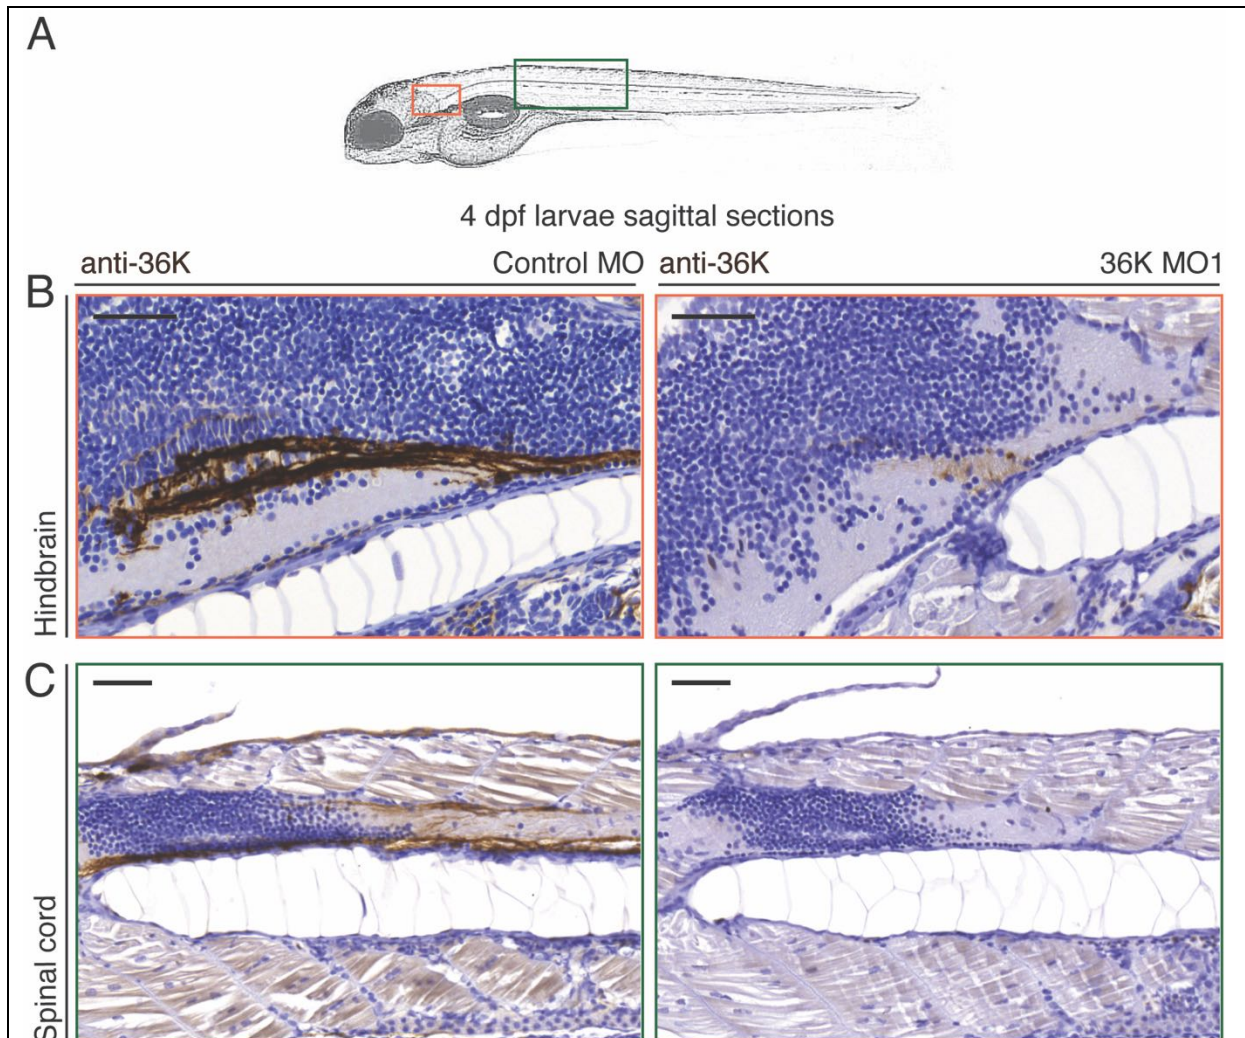 A
4 dpf larvae sagittal sections
anti-36K Control MO anti-36K 36K MO1
B
Hindbrain
C
Spinal cord